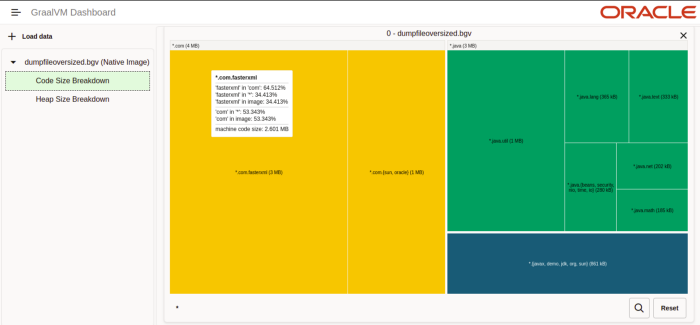 GraalVM Dashboard
ORACLE
Load data
dumpfileoversized.bgv (Native Image)
Code Size Breakdown
Heap Size Breakdown
0 - dumpfileoversized.bgv
*.com (4 MB)
*.java (3 MB)
*.com.fasterxml
'fasterxml' in 'com': 64.512%
'fasterxml' in '*': 34.413%
'fasterxml' in image: 34.413%
'com' in '*': 53.343%
'com' in image: 53.343%
machine code size: 2.601 MB
*.com.fasterxml (3 MB)
*.com.(sun, oracle) (1 MB)
*.java.util (1 MB)
*.java.lang (365 kB)
*.java.text (333 kB)
*.java.(beans, security,
nio, time, io) (280 kB)
*.java.net (202 kB)
*.java.math (185 kB)
*.(javax, demo, jdk, org, sun) (861 kB)
*
Reset